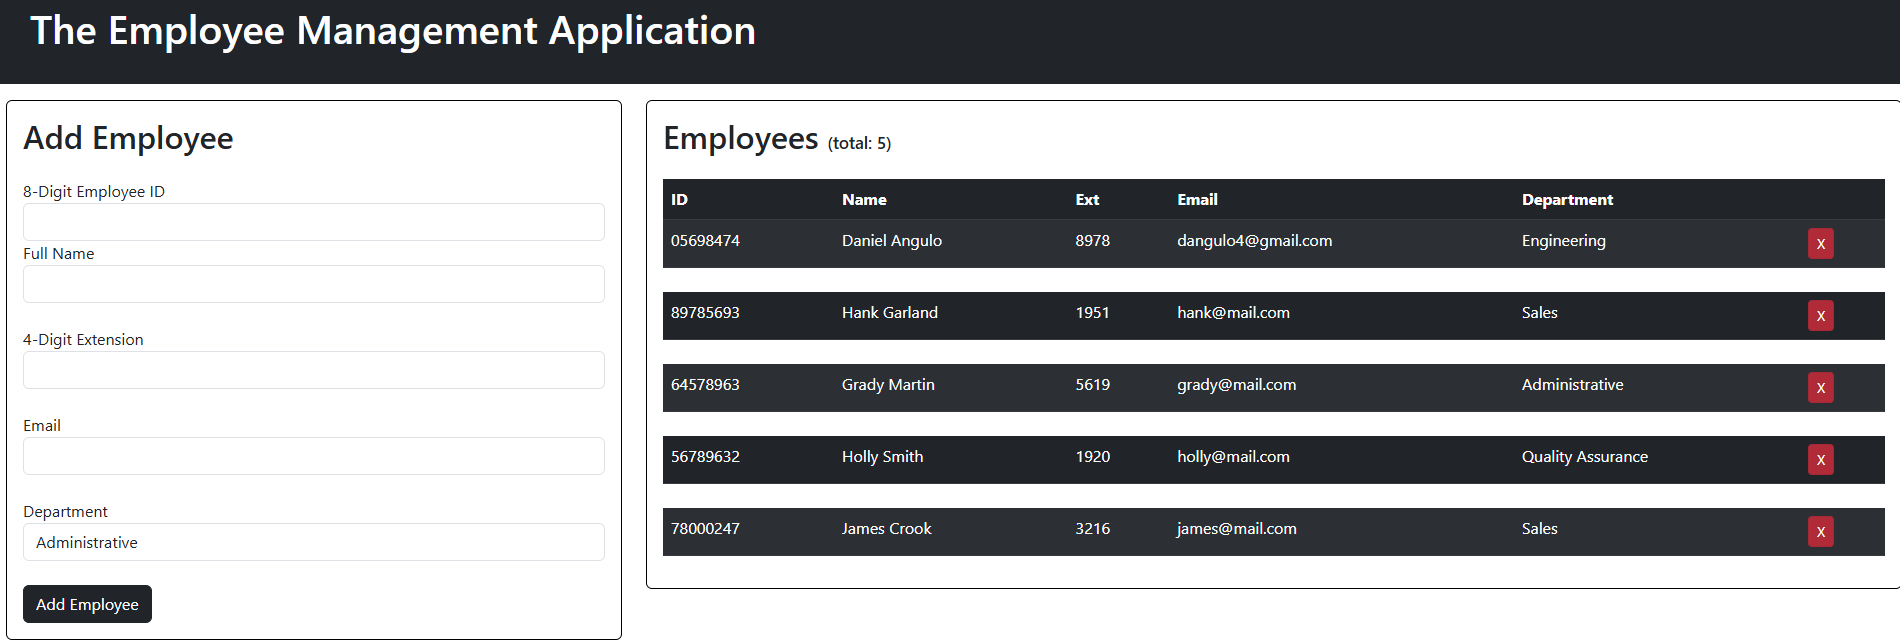 The Employee Management Application
Add Employee
8-Digit Employee ID
Full Name
4-Digit Extension
Email
Department
Administrative
Add Employee
Employees (total: 5)
ID Name Ext Email Department
05698474 Daniel Angulo 8978 dangulo4@gmail.com Engineering X
89785693 Hank Garland 1951 hank@mail.com Sales X
64578963 Grady Martin 5619 grady@mail.com Administrative X
56789632 Holly Smith 1920 holly@mail.com Quality Assurance X
78000247 James Crook 3216 james@mail.com Sales X